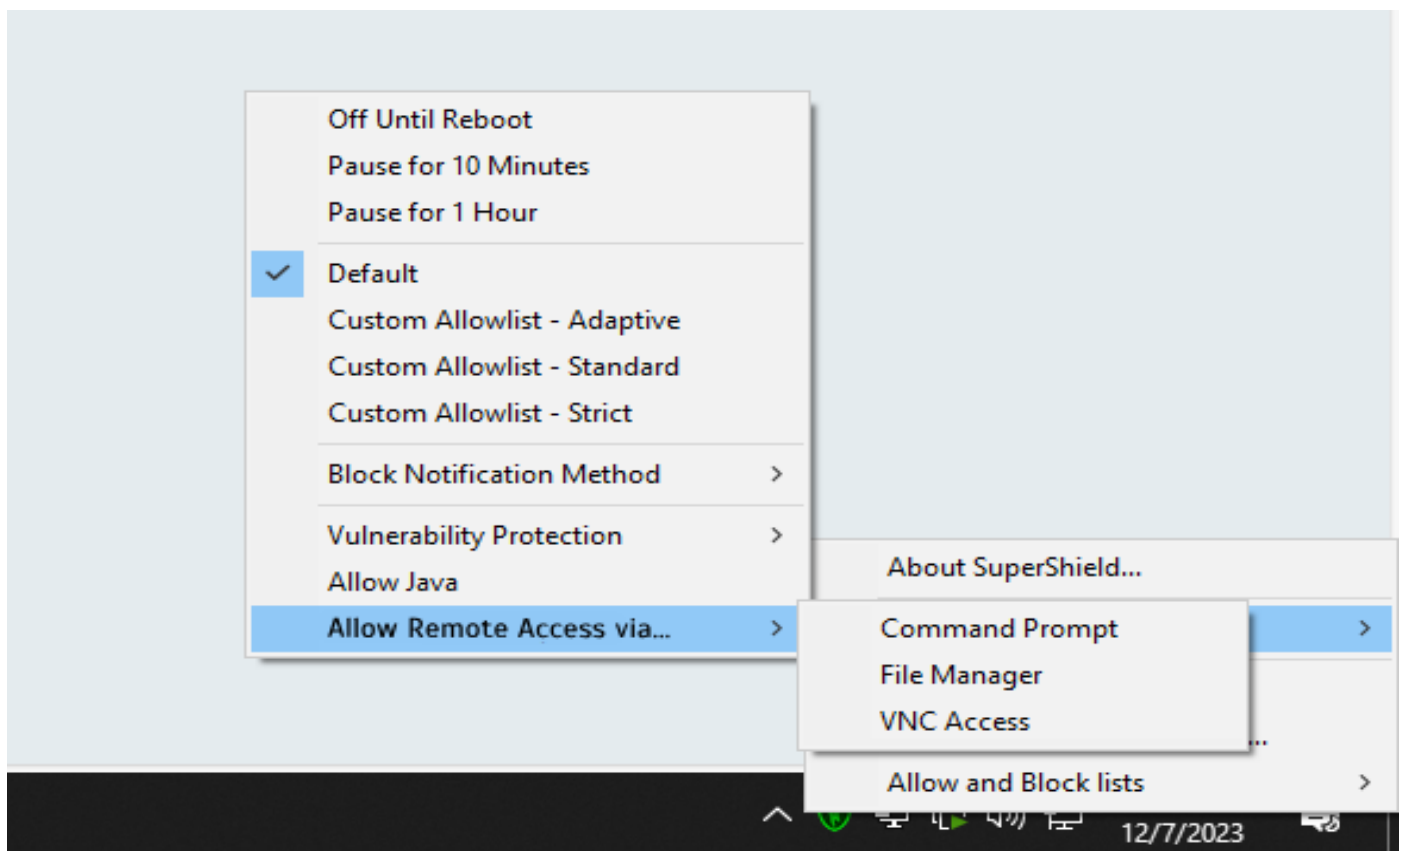 Off Until Reboot
Pause for 10 Minutes
Pause for 1 Hour
Default
Custom Allowlist - Adaptive
Custom Allowlist - Standard
Custom Allowlist - Strict
Block Notification Method
Vulnerability Protection
Allow Java
Allow Remote Access via...
About SuperShield...
Command Prompt
File Manager
VNC Access
...
Allow and Block lists
12/7/2023